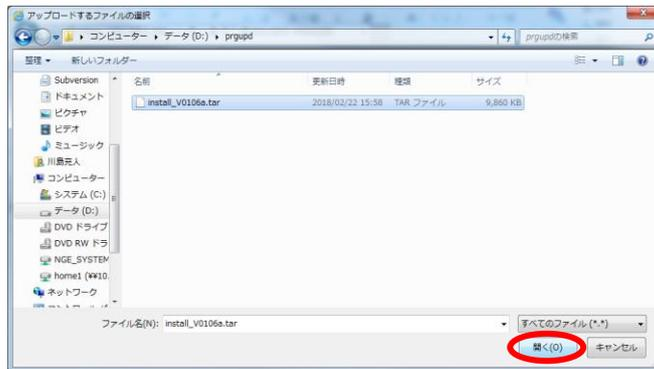 アップロードするファイルの選択
コンピューター ▸ データ (D:) ▸ prgupd
prgupdの検索
整理 ▾ 新しいフォルダー
名前 更新日時 種類 サイズ
install_V0106a.tar 2018/02/22 15:58 TAR ファイル 9,860 KB
Subversion
ドキュメント
ピクチャ
ビデオ
ミュージック
川島充人
コンピューター
システム (C:)
データ (D:)
DVD ドライブ
DVD RW ドラ
NGE_SYSTEM
home1 (¥¥10.
ネットワーク
ファイル名(N): install_V0106a.tar
すべてのファイル (*.*)
開く(O) キャンセル